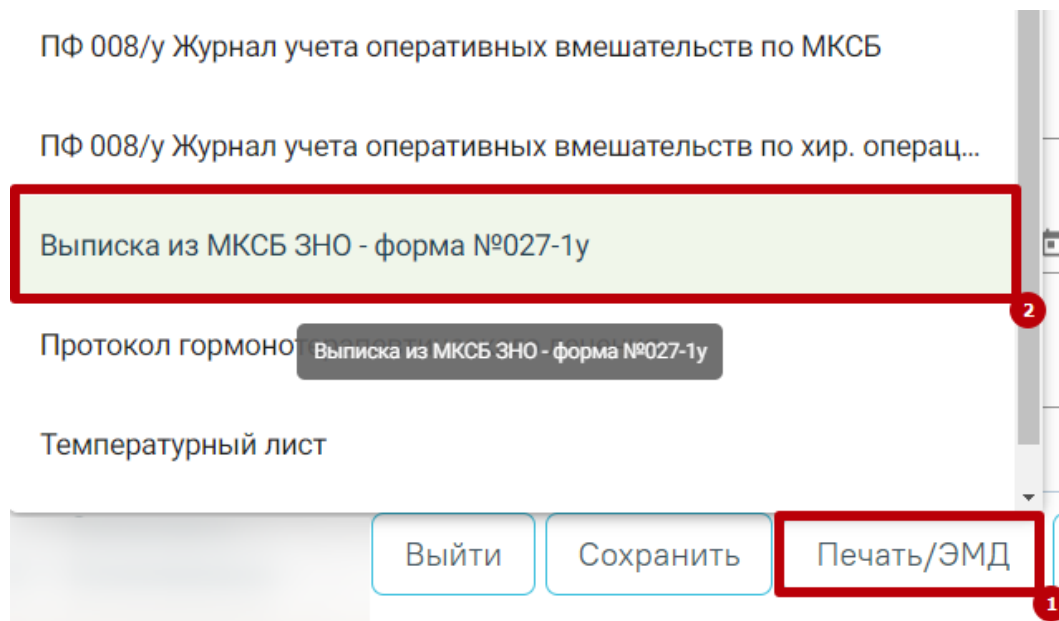 ПФ 008/у Журнал учета оперативных вмешательств по МКСБ
ПФ 008/у Журнал учета оперативных вмешательств по хир. операц...
Выписка из МКСБ ЗНО - форма №027-1у
2
Протокол
Выписка из МКСБ ЗНО - форма №027-1у
Температурный лист
Выйти
Сохранить
Печать/ЭМД
1